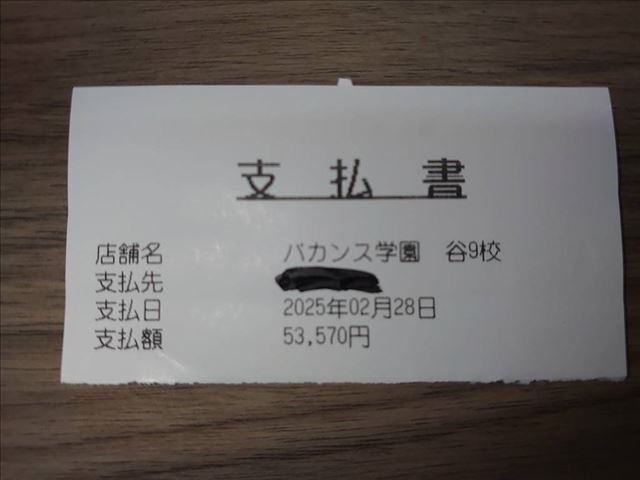 支払書
店舗名 バカンス学園 谷9校
支払先
支払日 2025年02月28日
支払額 53,570円